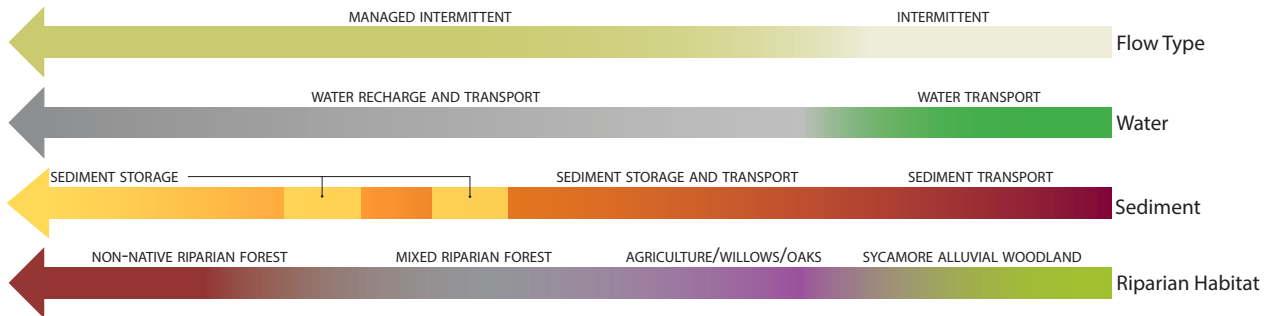 MANAGED INTERMITTENT INTERMITTENT
Flow Type
WATER RECHARGE AND TRANSPORT WATER TRANSPORT
Water
SEDIMENT STORAGE SEDIMENT STORAGE AND TRANSPORT SEDIMENT TRANSPORT
Sediment
NON-NATIVE RIPARIAN FOREST MIXED RIPARIAN FOREST AGRICULTURE/WILLOWS/OAKS SYCAMORE ALLUVIAL WOODLAND
Riparian Habitat